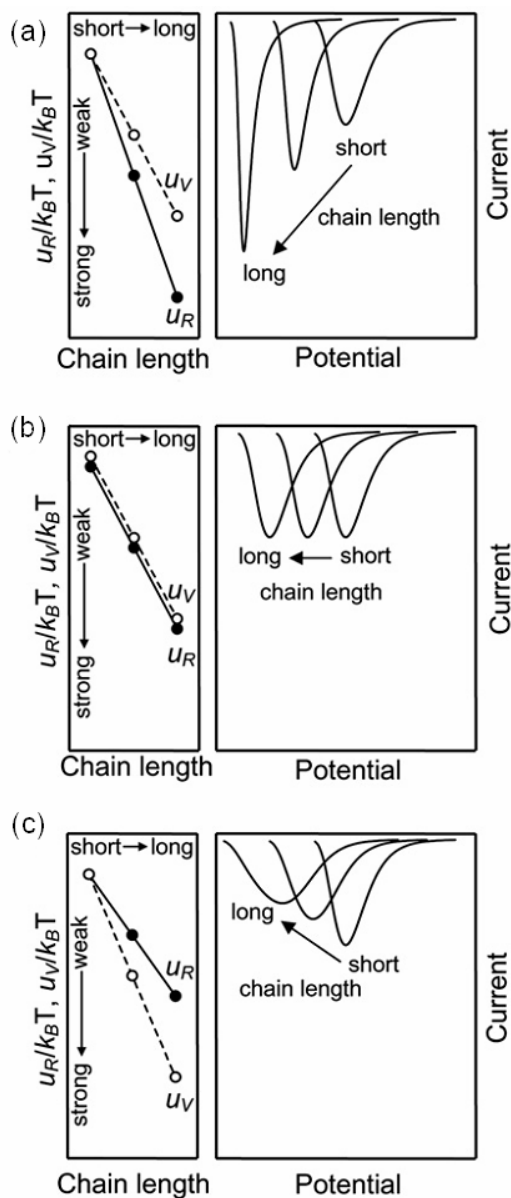 (a)
short→long
u_R/k_BT, u_V/k_BT
strong
weak
u_V
u_R
Chain length
short
chain length
long
Potential
Current
(b)
short→long
u_R/k_BT, u_V/k_BT
strong
weak
u_V
u_R
Chain length
long ← short
chain length
Potential
Current
(c)
short→long
u_R/k_BT, u_V/k_BT
strong
weak
u_R
u_V
Chain length
long
short
chain length
Potential
Current